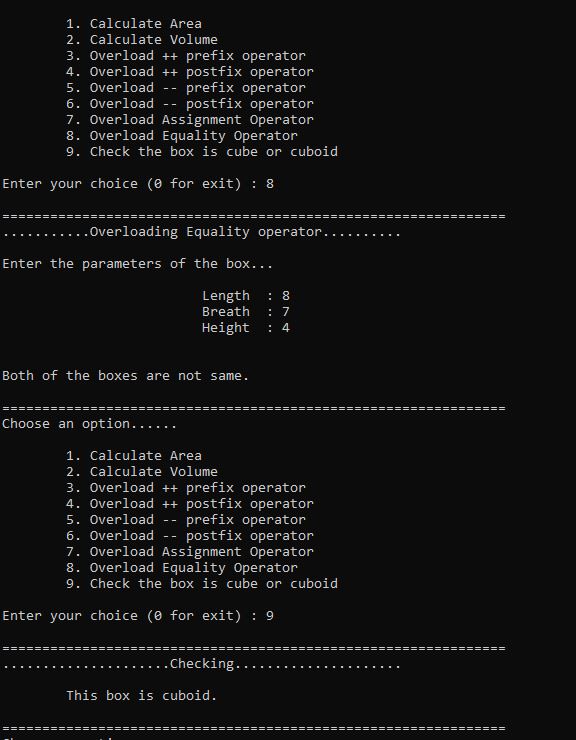 1. Calculate Area
2. Calculate Volume
3. Overload ++ prefix operator
4. Overload ++ postfix operator
5. Overload -- prefix operator
6. Overload -- postfix operator
7. Overload Assignment Operator
8. Overload Equality Operator
9. Check the box is cube or cuboid
Enter your choice (0 for exit) : 8
===============================================================
...........Overloading Equality operator..........
Enter the parameters of the box...
Length  : 8
Breath  : 7
Height  : 4
Both of the boxes are not same.
===============================================================
Choose an option......
1. Calculate Area
2. Calculate Volume
3. Overload ++ prefix operator
4. Overload ++ postfix operator
5. Overload -- prefix operator
6. Overload -- postfix operator
7. Overload Assignment Operator
8. Overload Equality Operator
9. Check the box is cube or cuboid
Enter your choice (0 for exit) : 9
===============================================================
.....................Checking.....................
This box is cuboid.
===============================================================